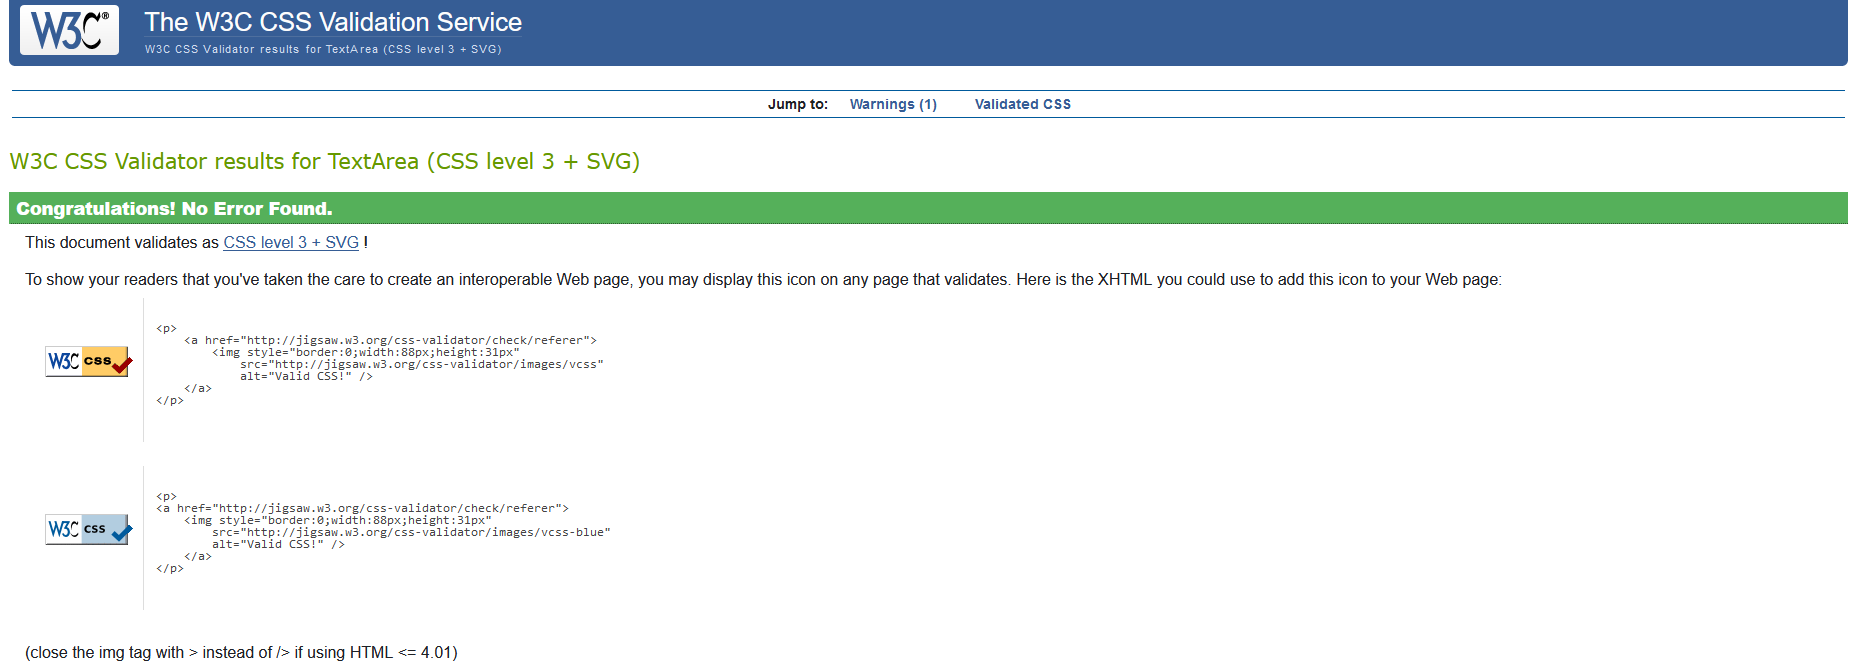 W3C® The W3C CSS Validation Service
W3C CSS Validator results for TextArea (CSS level 3 + SVG)
Jump to: Warnings (1) Validated CSS
W3C CSS Validator results for TextArea (CSS level 3 + SVG)
Congratulations! No Error Found.
This document validates as CSS level 3 + SVG !
To show your readers that you've taken the care to create an interoperable Web page, you may display this icon on any page that validates. Here is the XHTML you could use to add this icon to your Web page:
W3C css
<p>
    <a href="http://jigsaw.w3.org/css-validator/check/referer">
        <img style="border:0;width:88px;height:31px"
            src="http://jigsaw.w3.org/css-validator/images/vcss"
            alt="Valid CSS!" />
    </a>
</p>
W3C css
<p>
<a href="http://jigsaw.w3.org/css-validator/check/referer">
    <img style="border:0;width:88px;height:31px"
        src="http://jigsaw.w3.org/css-validator/images/vcss-blue"
        alt="Valid CSS!" />
    </a>
</p>
(close the img tag with > instead of /> if using HTML <= 4.01)